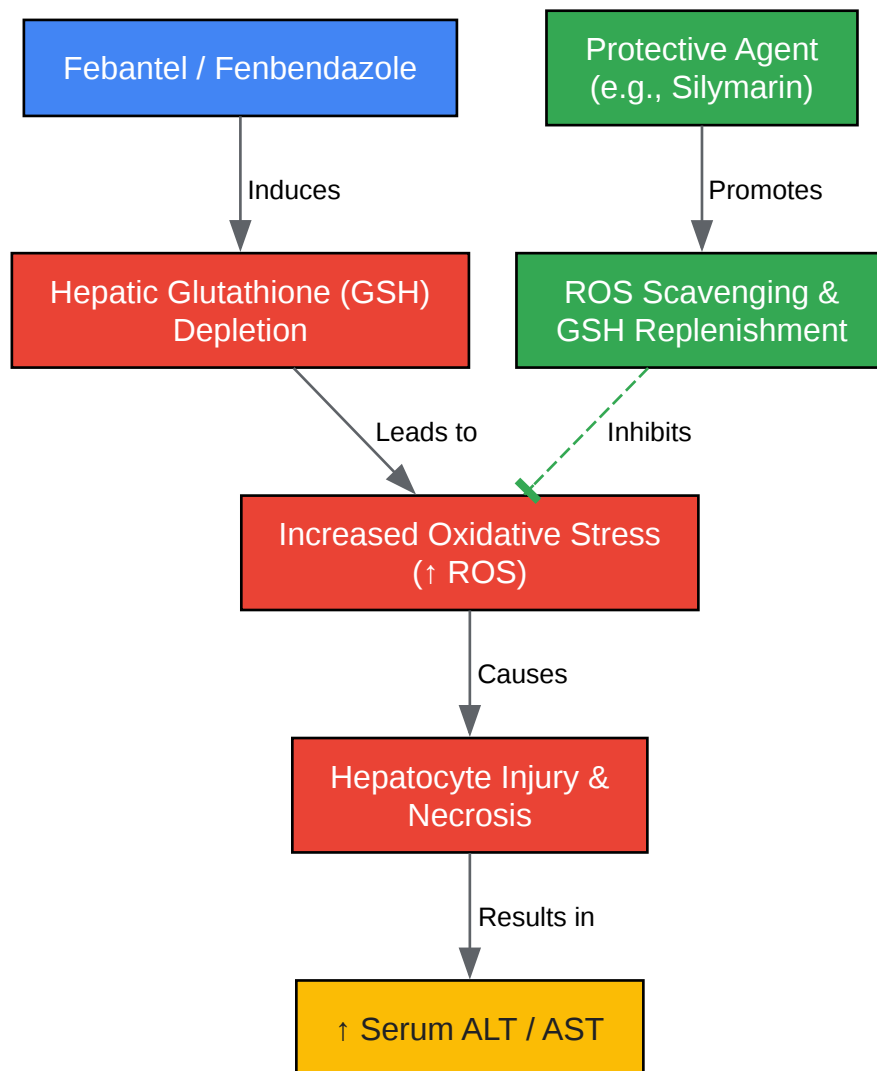 Febantel / Fenbendazole
Protective Agent
(e.g., Silymarin)
Induces
Promotes
Hepatic Glutathione (GSH)
Depletion
ROS Scavenging &
GSH Replenishment
Leads to
Inhibits
Increased Oxidative Stress
(↑ ROS)
Causes
Hepatocyte Injury &
Necrosis
Results in
↑ Serum ALT / AST